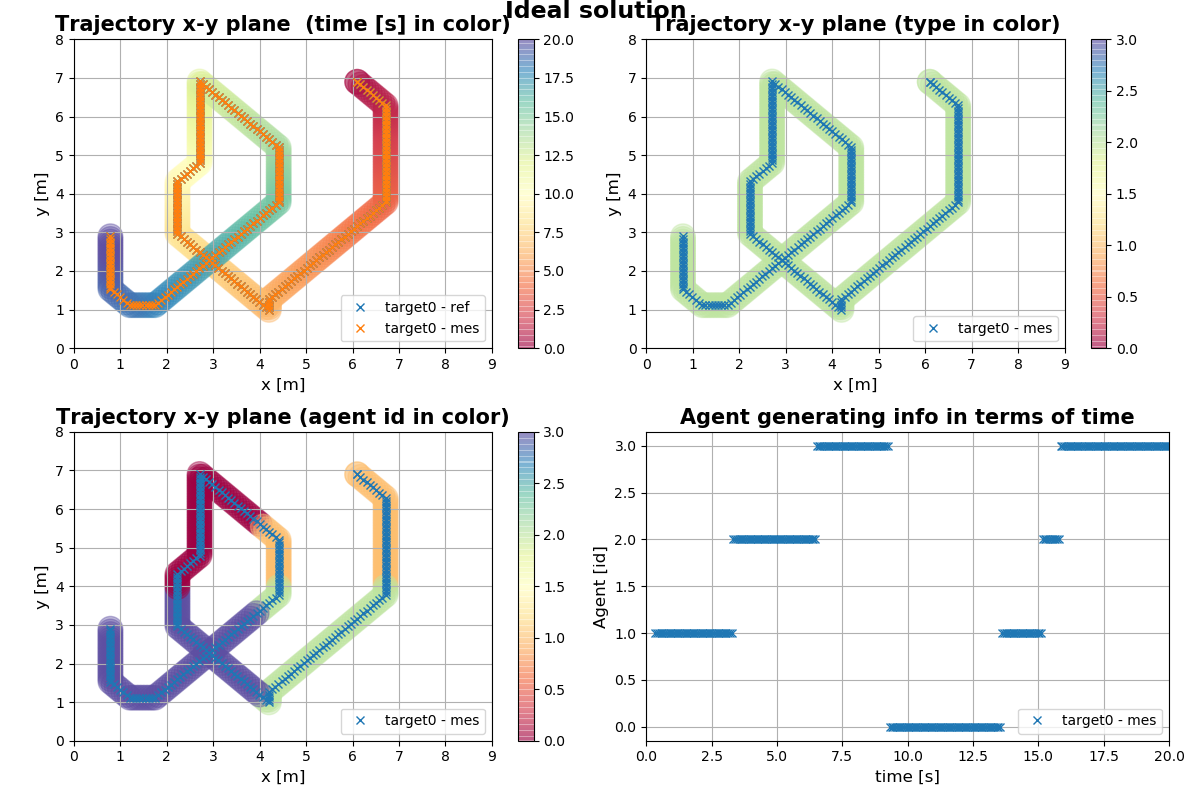 Ideal solution
Trajectory x-y plane  (time [s] in color)
8
7
6
5
4
3
2
1
0
y [m]
0 1 2 3 4 5 6 7 8 9
x [m]
target0 - ref
target0 - mes
20.0
17.5
15.0
12.5
10.0
7.5
5.0
2.5
0.0
Trajectory x-y plane (type in color)
8
7
6
5
4
3
2
1
0
y [m]
0 1 2 3 4 5 6 7 8 9
x [m]
target0 - mes
3.0
2.5
2.0
1.5
1.0
0.5
0.0
Trajectory x-y plane (agent id in color)
8
7
6
5
4
3
2
1
0
y [m]
0 1 2 3 4 5 6 7 8 9
x [m]
target0 - mes
3.0
2.5
2.0
1.5
1.0
0.5
0.0
Agent generating info in terms of time
3.0
2.5
2.0
1.5
1.0
0.5
0.0
Agent [id]
0.0 2.5 5.0 7.5 10.0 12.5 15.0 17.5 20.0
time [s]
target0 - mes